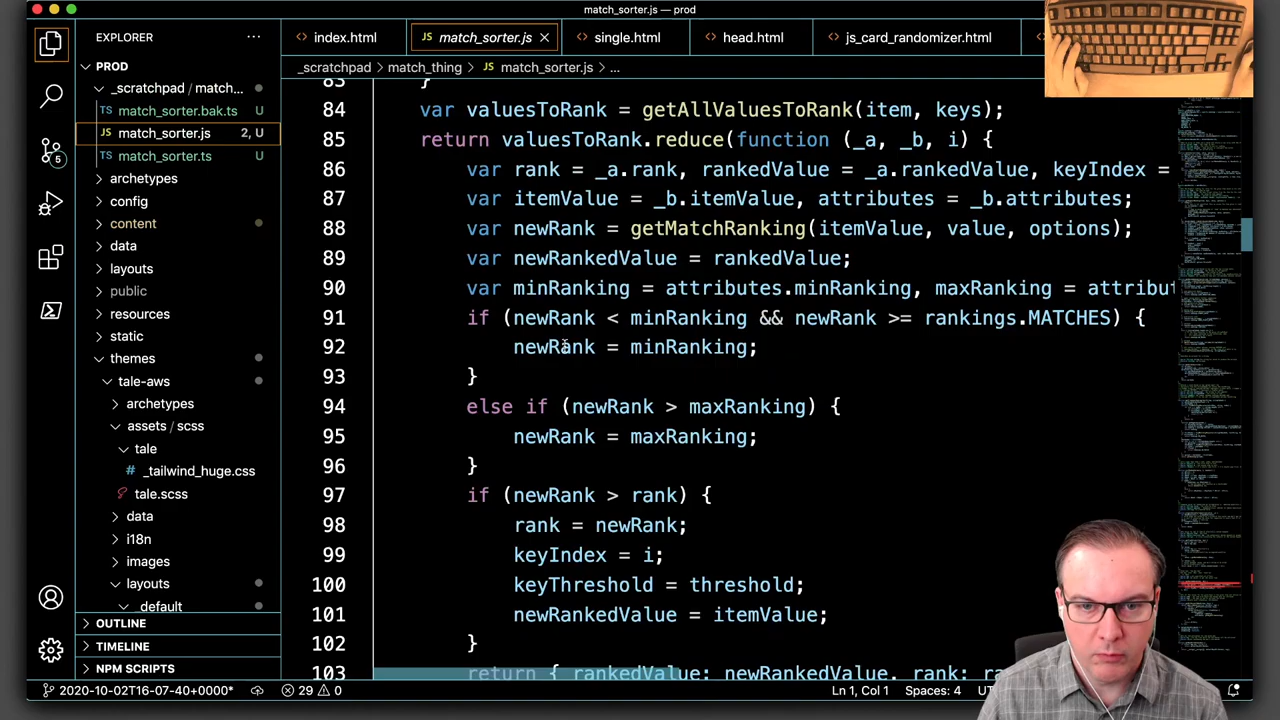 match_sorter.js — prod
EXPLORER
index.html
match_sorter.js
single.html
head.html
js_card_randomizer.html
PROD
_scratchpad / match_...
match_sorter.bak.ts U
match_sorter.js 2, U
match_sorter.ts U
archetypes
config
content
data
layouts
public
resources
static
themes
tale-aws
archetypes
assets / scss
tale
_tailwind_huge.css
tale.scss
data
i18n
image
layouts
_default
OUTLINE
TIMELINE
NPM SCRIPTS
_scratchpad > match_thing > JS match_sorter.js > ...
83 }
84 var valuesToRank = getAllValuesToRank(item, keys);
85 return valuesToRank.reduce(function (_a, _b, i) {
86 var rank = _a.rank, rankedValue = _a.rankedValue, keyIndex =
87 var itemValue = _b.itemValue, attributes = _b.attributes;
88 var newRank = getMatchRanking(itemValue, value, options);
89 var newRankedValue = rankedValue;
90 var minRanking = attributes.minRanking, maxRanking = attribut
91 if (newRank < minRanking && newRank >= rankings.MATCHES) {
92 newRank = minRanking;
93 }
94 else if (newRank > maxRanking) {
95 newRank = maxRanking;
96 }
97 if (newRank > rank) {
98 rank = newRank;
99 keyIndex = i;
100 keyThreshold = threshold;
101 newRankedValue = itemValue;
102 }
103 return { rankedValue: newRankedValue, rank: ra
2020-10-02T16-07-40+0000* 29 0 Ln 1, Col 1 Spaces: 4 UT